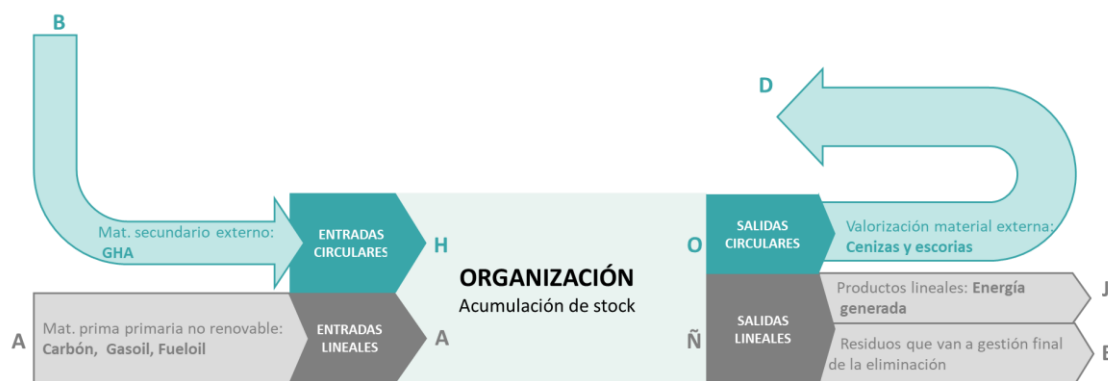 B
D
Mat. secundario externo:
GHA
ENTRADAS
CIRCULARES
H
ORGANIZACIÓN
Acumulación de stock
O
SALIDAS
CIRCULARES
Valorización material externa:
Cenizas y escorias
A
Mat. prima primaria no renovable:
Carbón, Gasoil, Fueloil
ENTRADAS
LINEALES
A
Ñ
SALIDAS
LINEALES
Productos lineales: Energía
generada
J
Residuos que van a gestión final
de la eliminación
E